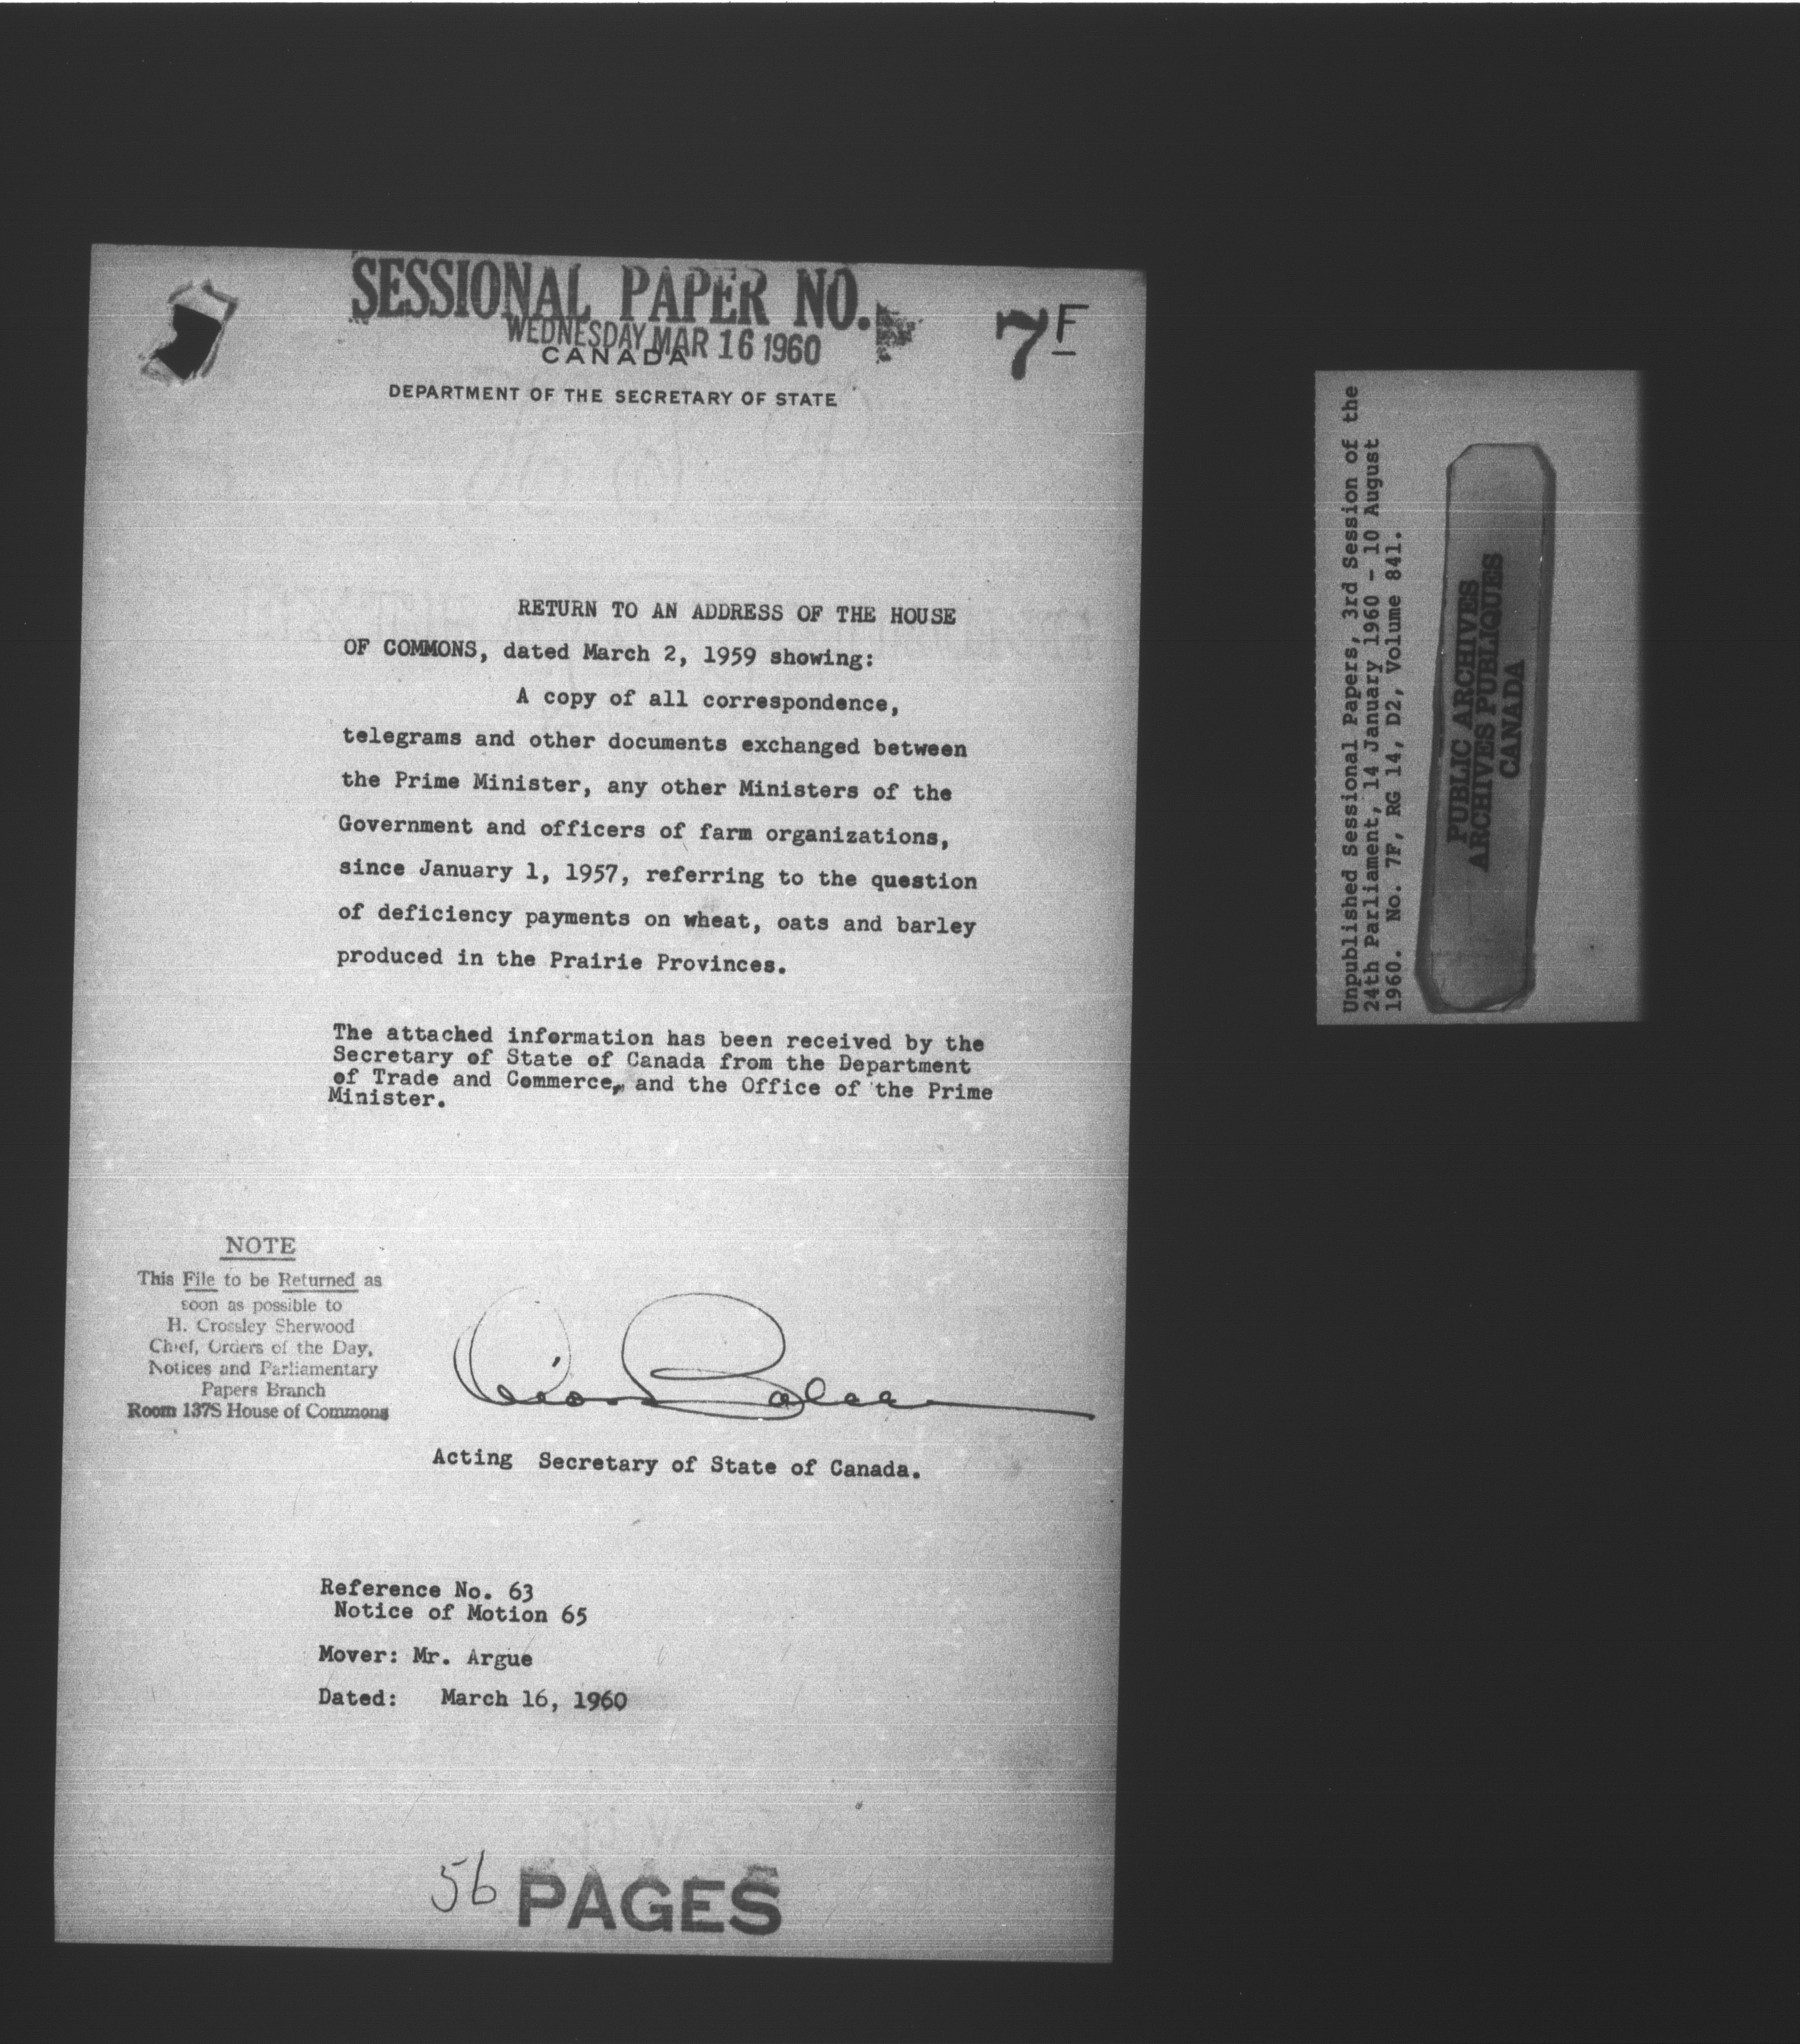 SESSIONAL PAPER NO. 7F
WEDNESDAY MAR 16 1960
CANADA
DEPARTMENT OF THE SECRETARY OF STATE
RETURN TO AN ADDRESS OF THE HOUSE
OF COMMONS, dated March 2, 1959 showing:
A copy of all correspondence,
telegrams and other documents exchanged between
the Prime Minister, any other Ministers of the
Government and officers of farm organizations,
since January 1, 1957, referring to the question
of deficiency payments on wheat, oats and barley
produced in the Prairie Provinces.
The attached information has been received by the
Secretary of State of Canada from the Department
of Trade and Commerce, and the Office of the Prime
Minister.
NOTE
This File to be Returned as
soon as possible to
H. Crossley Sherwood
Chief, Orders of the Day,
Notices and Parliamentary
Papers Branch
Room 137S House of Commons
Acting Secretary of State of Canada.
Reference No. 63
Notice of Motion 65
Mover: Mr. Argue
Dated: March 16, 1960
56 PAGES
Unpublished Sessional Papers, 3rd Session of the
24th Parliament, 14 January 1960 - 10 August
1960. No. 7F, RG 14, D2, Volume 841.
PUBLIC ARCHIVES
ARCHIVES PUBLIQUES
CANADA